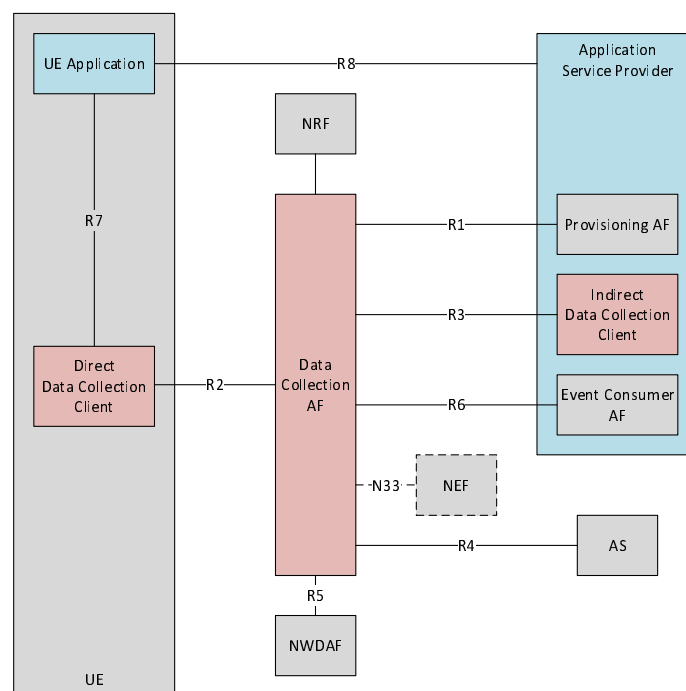 UE Application
R8
Application
Service Provider
NRF
R7
R1
Provisioning AF
R3
Indirect
Data Collection
Client
Direct
Data Collection
Client
R2
Data
Collection
AF
R6
Event Consumer
AF
N33
NEF
R4
AS
R5
NWDAF
UE